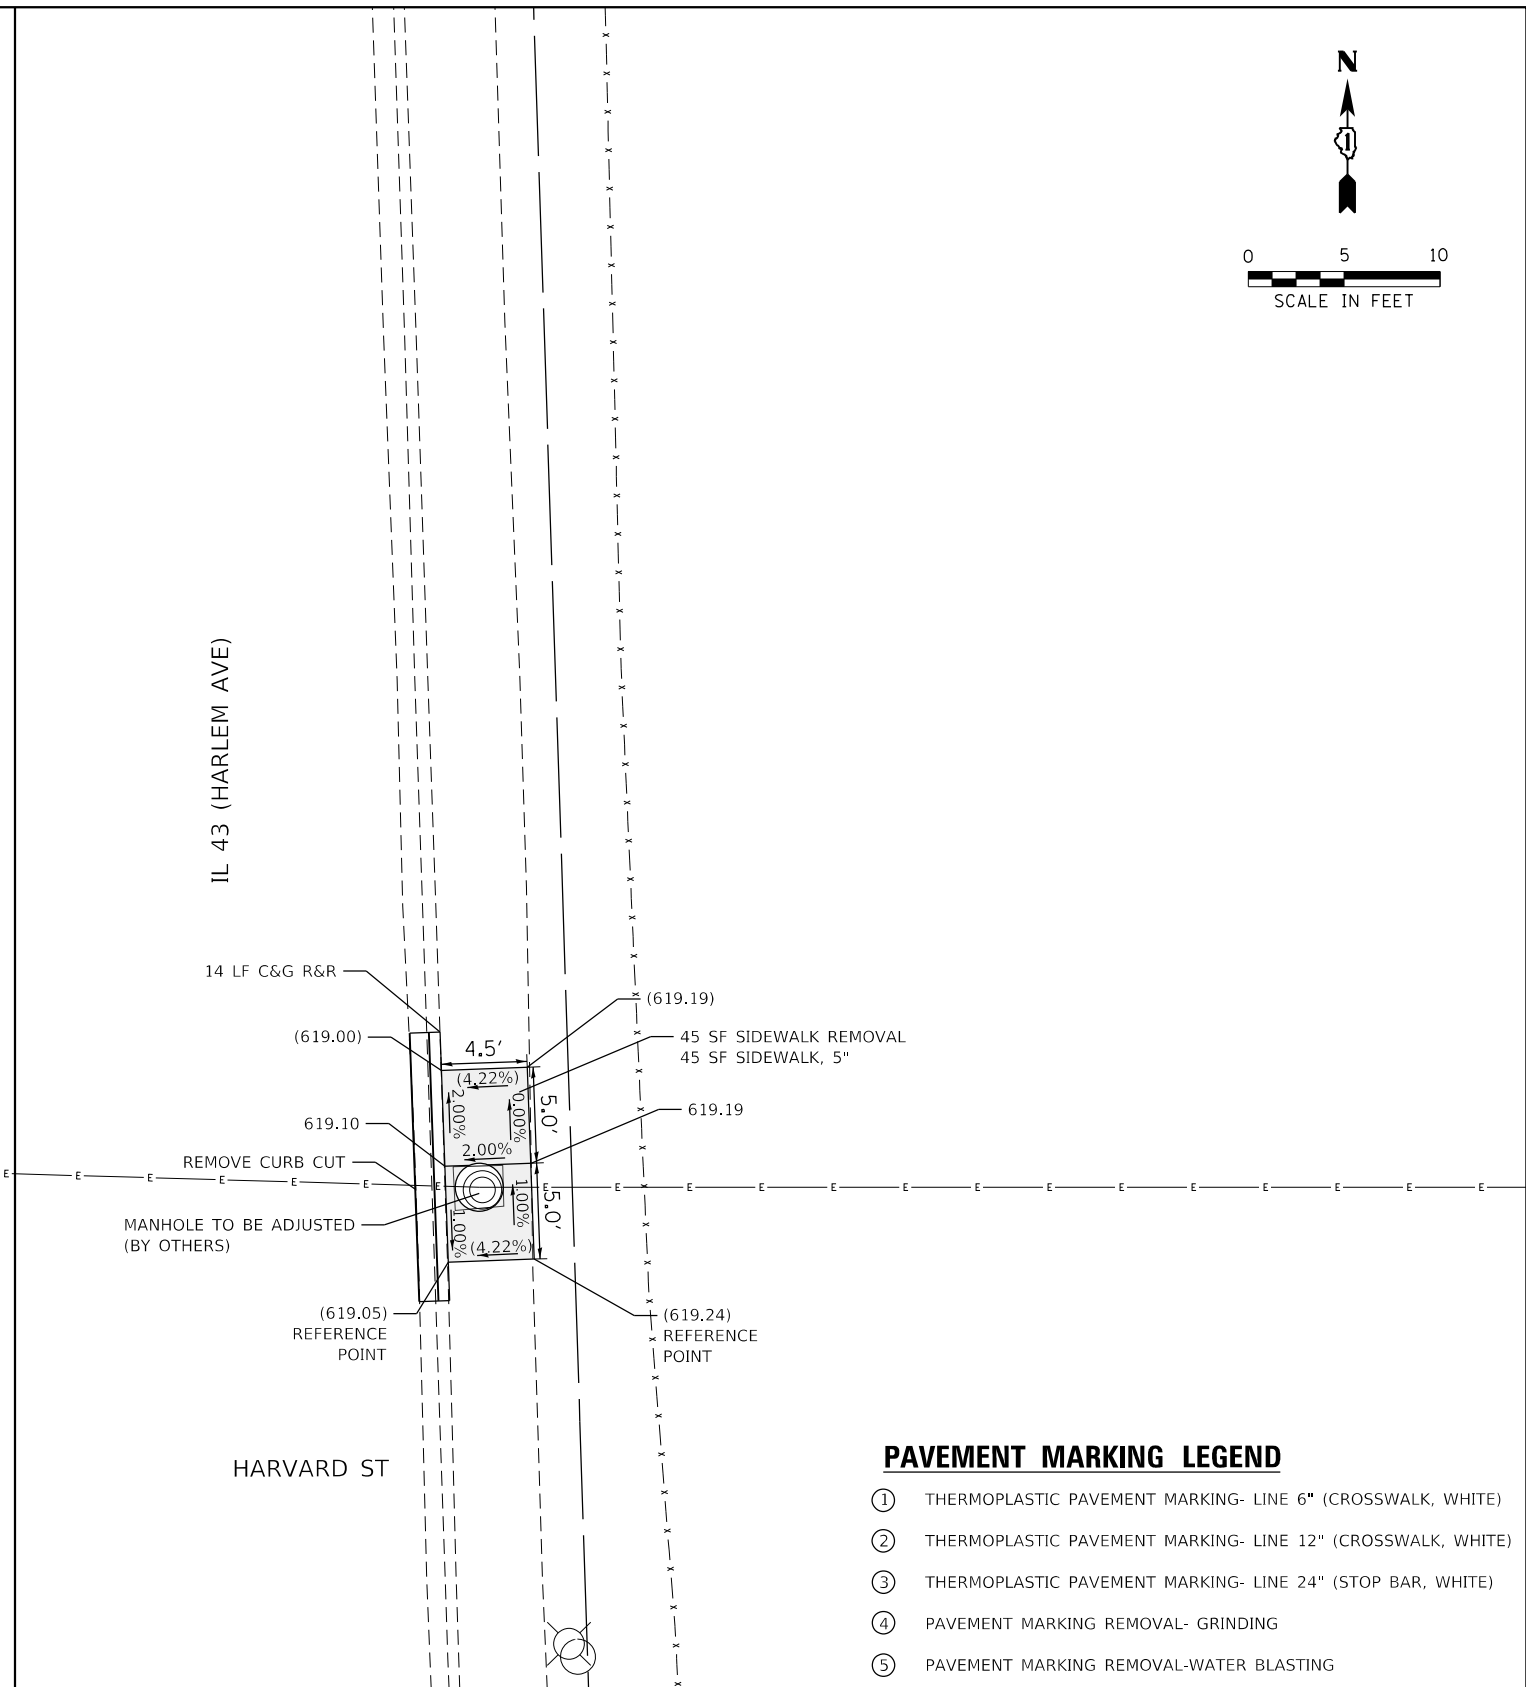 N
1
0 5 10
SCALE IN FEET
IL 43 (HARLEM AVE)
14 LF C&G R&R
(619.19)
(619.00)
4.5'
45 SF SIDEWALK REMOVAL
45 SF SIDEWALK, 5"
(4.22%)
2.00%
0.00%
5.0'
619.19
619.10
2.00%
REMOVE CURB CUT
E E E E E E E E E E E E E E E E E E E E E
1.00%
5.0'
MANHOLE TO BE ADJUSTED
(BY OTHERS)
1.00%
(4.22%)
(619.05)
REFERENCE
POINT
(619.24)
REFERENCE
POINT
HARVARD ST
PAVEMENT MARKING LEGEND
1 THERMOPLASTIC PAVEMENT MARKING- LINE 6" (CROSSWALK, WHITE)
2 THERMOPLASTIC PAVEMENT MARKING- LINE 12" (CROSSWALK, WHITE)
3 THERMOPLASTIC PAVEMENT MARKING- LINE 24" (STOP BAR, WHITE)
4 PAVEMENT MARKING REMOVAL- GRINDING
5 PAVEMENT MARKING REMOVAL-WATER BLASTING